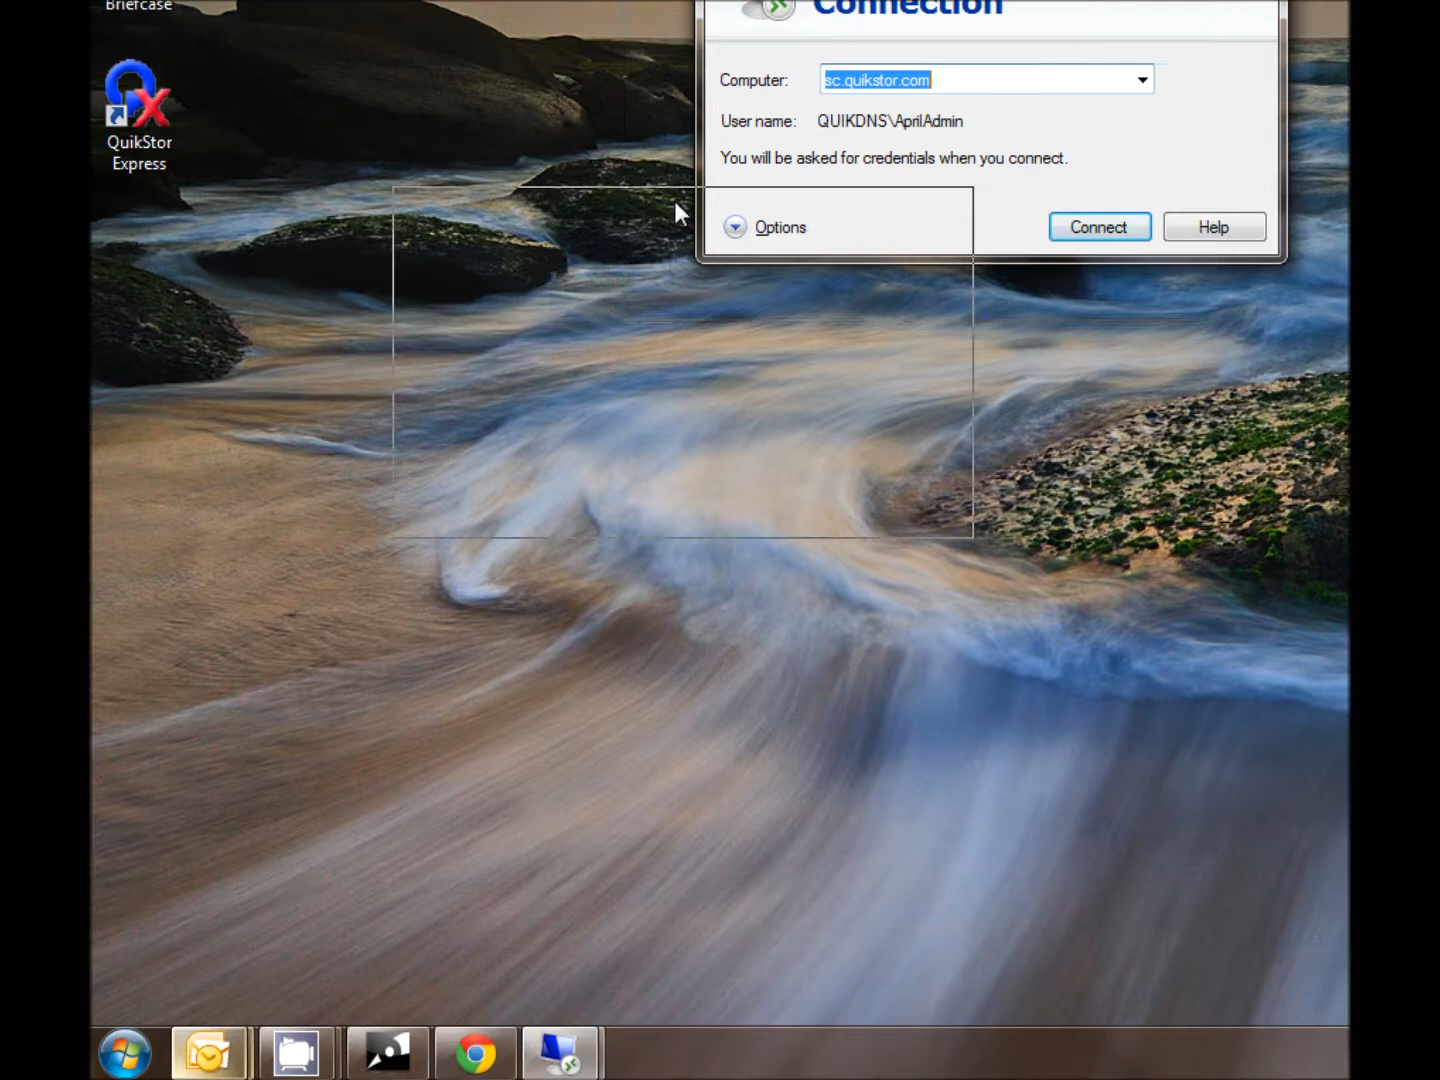 Briefcase
QuikStor
Express
Connection
Computer: sc.quikstor.com
User name: QUIKDNS\AprilAdmin
You will be asked for credentials when you connect.
Options
Connect
Help